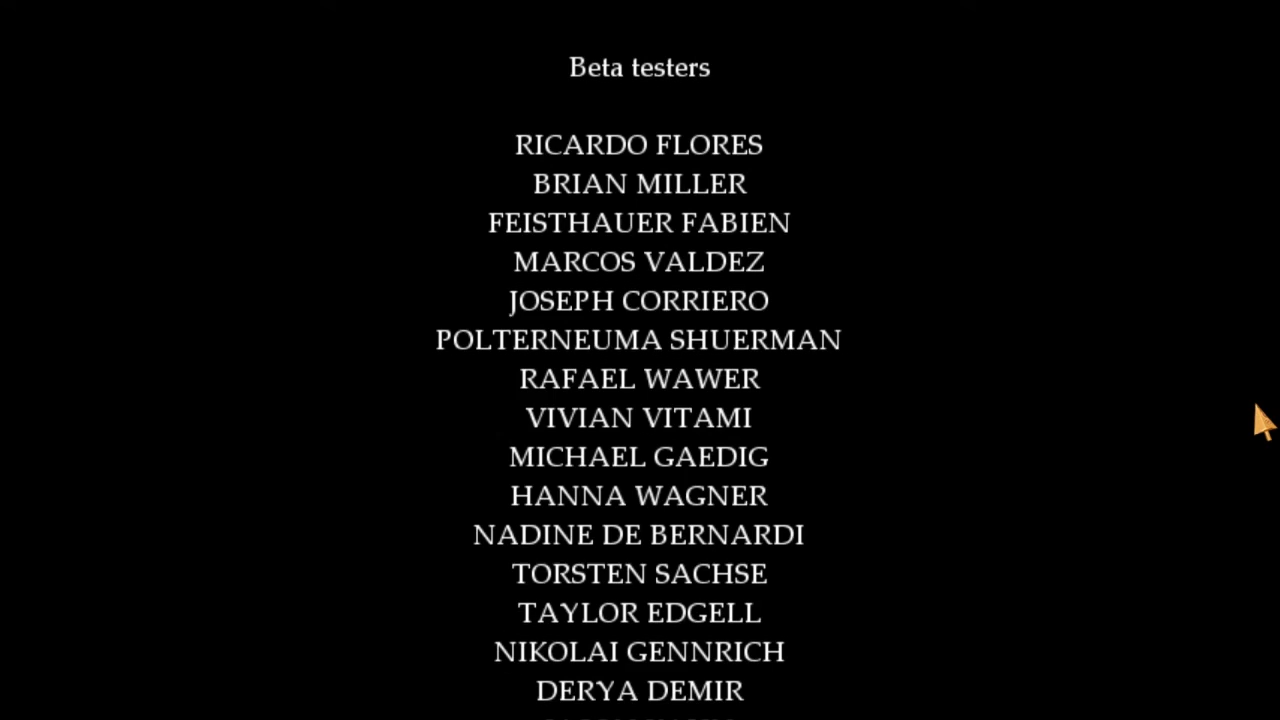 Beta testers
RICARDO FLORES
BRIAN MILLER
FEISTHAUER FABIEN
MARCOS VALDEZ
JOSEPH CORRIERO
POLTERNEUMA SHUERMAN
RAFAEL WAWER
VIVIAN VITAMI
MICHAEL GAEDIG
HANNA WAGNER
NADINE DE BERNARDI
TORSTEN SACHSE
TAYLOR EDGELL
NIKOLAI GENNRICH
DERYA DEMIR